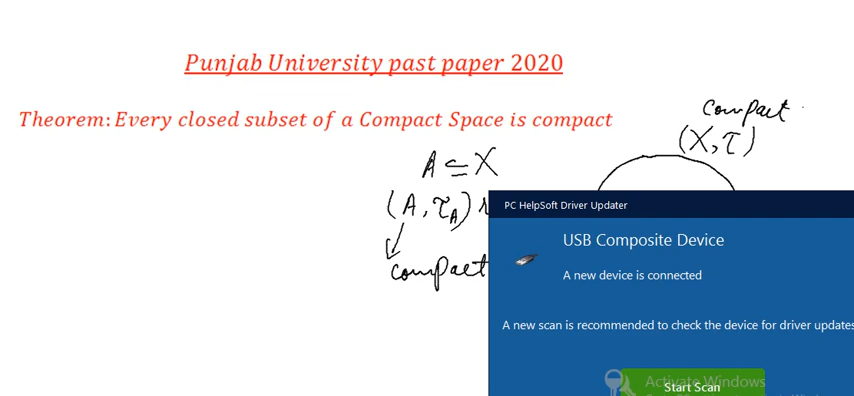 Punjab University past paper 2020
Theorem: Every closed subset of a Compact Space is compact
compact
(X, τ)
A ⊆ X
(A, τ_A)
compact
PC HelpSoft Driver Updater
USB Composite Device
A new device is connected
A new scan is recommended to check the device for driver updates
Start Scan
Activate Windows